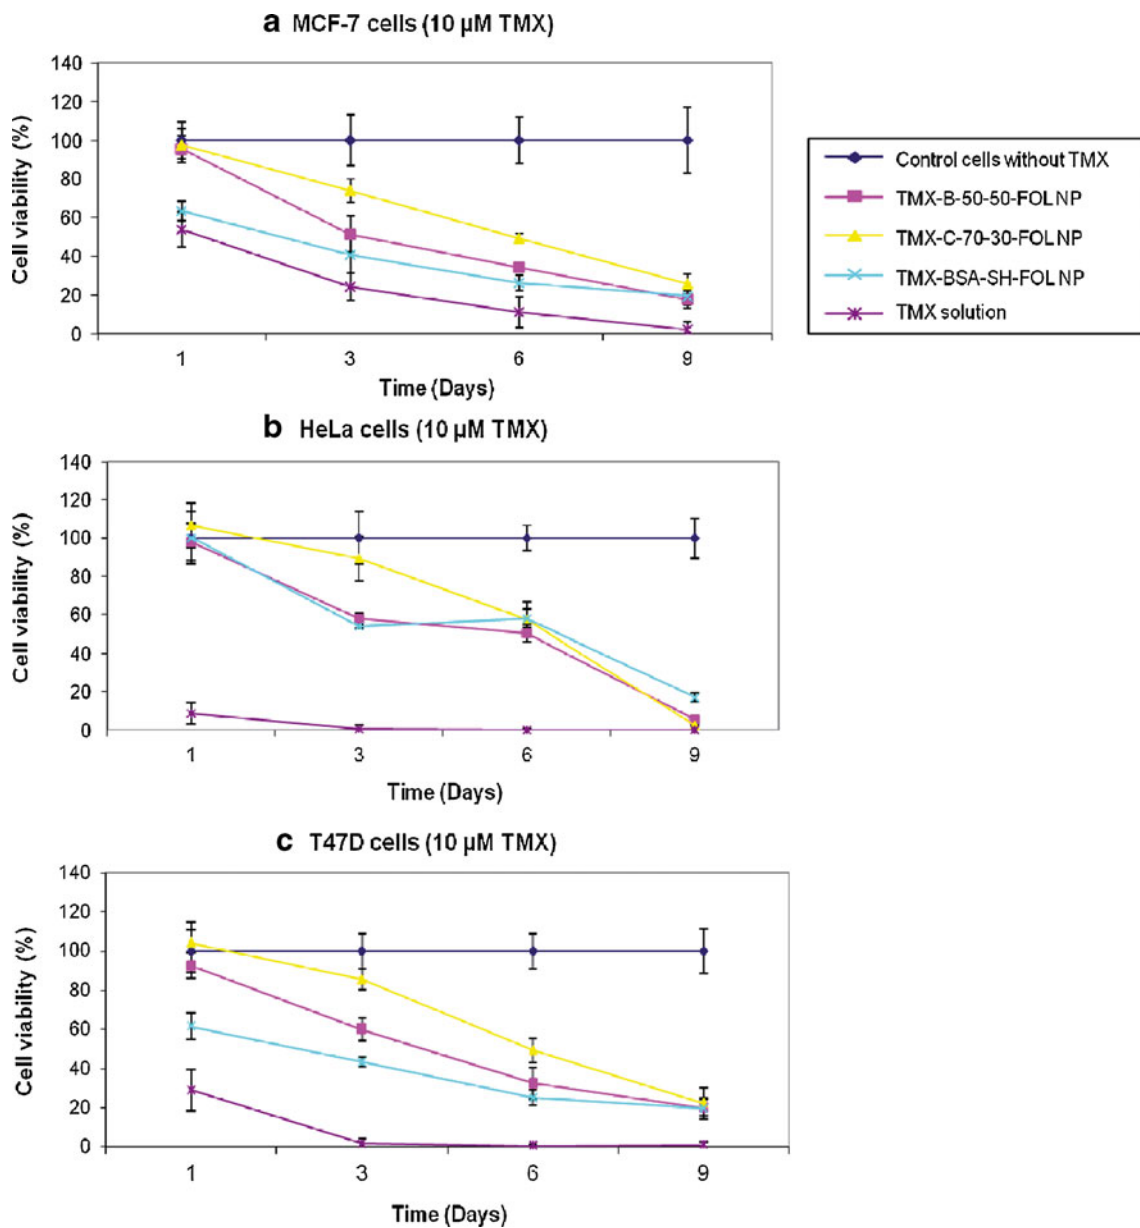 a MCF-7 cells (10 µM TMX)
140
120
100
80
60
40
20
0
Cell viability (%)
1 3 6 9
Time (Days)
Control cells without TMX
TMX-B-50-50-FOL NP
TMX-C-70-30-FOL NP
TMX-BSA-SH-FOL NP
TMX solution
b HeLa cells (10 µM TMX)
140
120
100
80
60
40
20
0
Cell viability (%)
1 3 6 9
Time (Days)
c T47D cells (10 µM TMX)
140
120
100
80
60
40
20
0
Cell viability (%)
1 3 6 9
Time (Days)